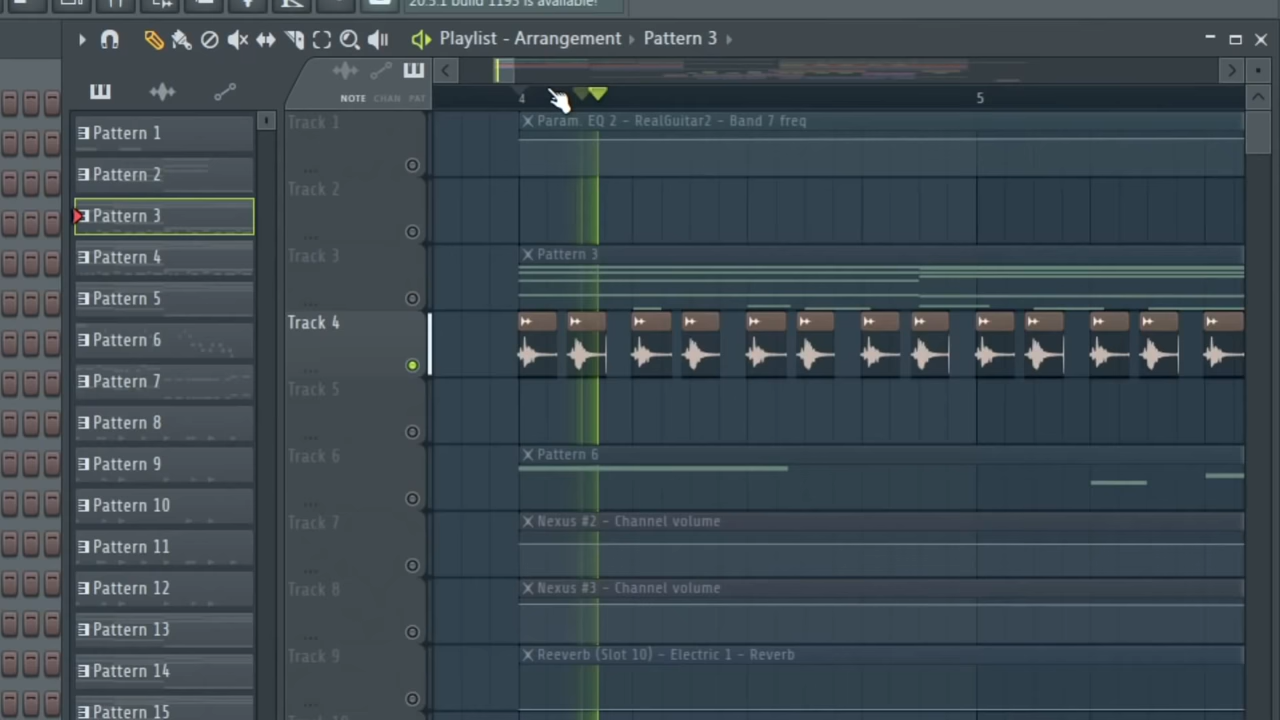 20.5.1 build 1193 is available!
Playlist - Arrangement › Pattern 3 ›
NOTE CHAN PAT
4 5
Pattern 1
Pattern 2
Pattern 3
Pattern 4
Pattern 5
Pattern 6
Pattern 7
Pattern 8
Pattern 9
Pattern 10
Pattern 11
Pattern 12
Pattern 13
Pattern 14
Pattern 15
Track 1
Param. EQ 2 - RealGuitar2 - Band 7 freq
Track 2
Track 3
Pattern 3
Track 4
Track 5
Track 6
Pattern 6
Track 7
Nexus #2 - Channel volume
Track 8
Nexus #3 - Channel volume
Track 9
Reeverb (Slot 10) - Electric 1 - Reverb